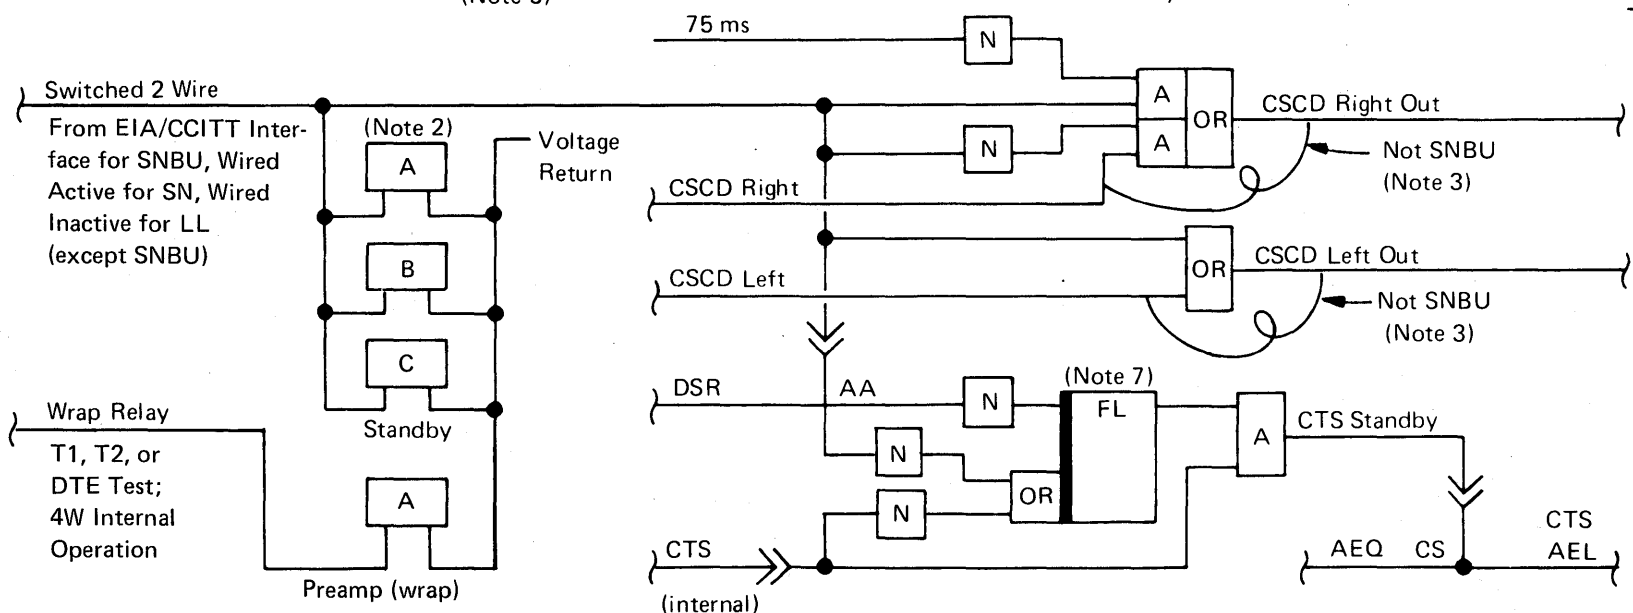 (Note 3)
75 ms
N
Switched 2 Wire
From EIA/CCITT Inter-
face for SNBU, Wired
Active for SN, Wired
Inactive for LL
(except SNBU)
(Note 2)
A
B
C
Standby
Voltage
Return
N
A
A
OR
CSCD Right Out
Not SNBU
(Note 3)
CSCD Right
CSCD Left
OR
CSCD Left Out
Not SNBU
(Note 3)
Wrap Relay
T1, T2, or
DTE Test;
4W Internal
Operation
A
Preamp (wrap)
DSR
AA
N
(Note 7)
FL
N
OR
N
A
CTS Standby
CTS
(internal)
AEQ
CS
CTS
AEL